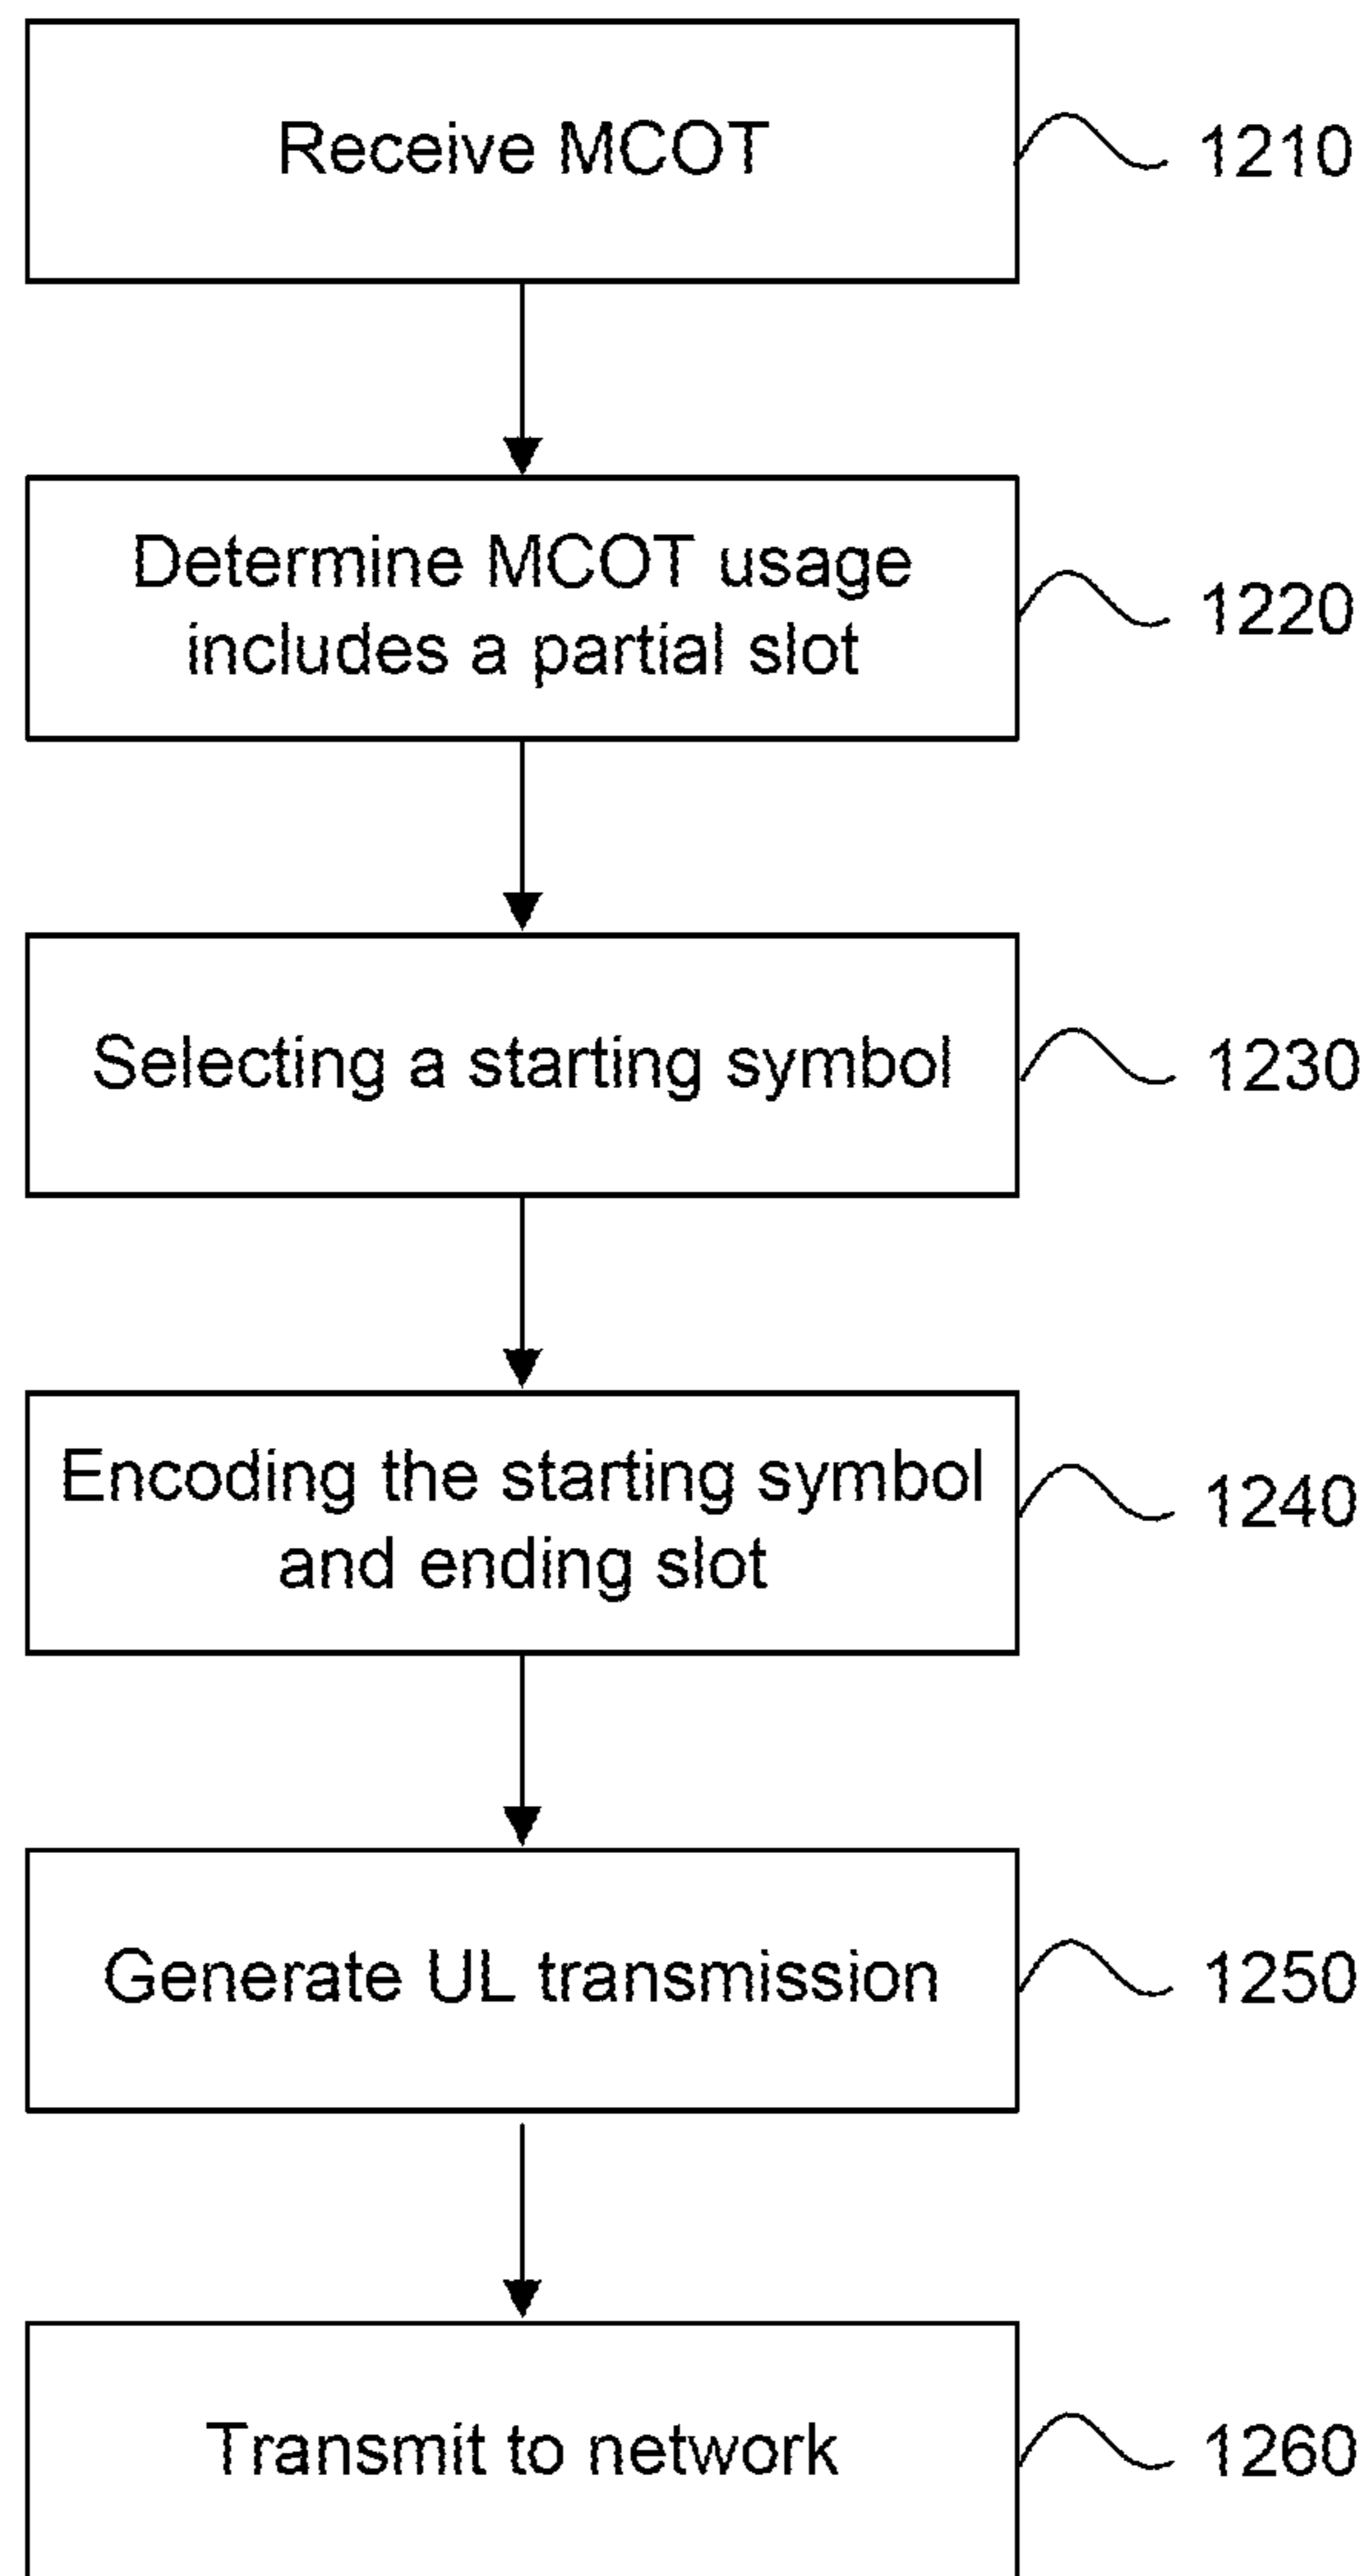 Receive MCOT
1210
Determine MCOT usage
includes a partial slot
1220
Selecting a starting symbol
1230
Encoding the starting symbol
and ending slot
1240
Generate UL transmission
1250
Transmit to network
1260